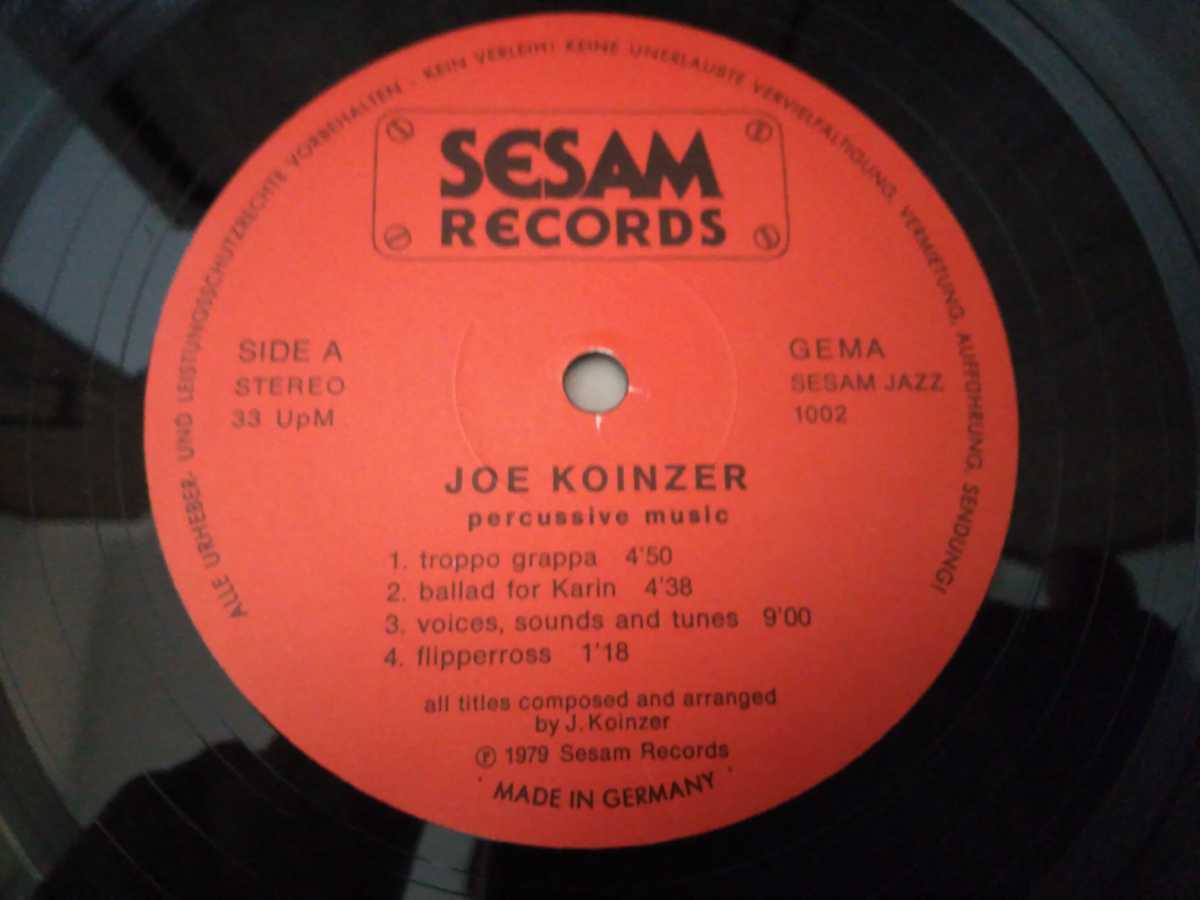 ALLE URHEBER- UND LEISTUNGSSCHUTZRECHTE VORBEHALTEN - KEIN VERLEIH! KEINE UNERLAUBTE VERVIELFÄLTIGUNG, VERMIETUNG, AUFFÜHRUNG, SENDUNG!
SESAM
RECORDS
SIDE A
STEREO
33 UpM
GEMA
SESAM JAZZ
1002
JOE KOINZER
percussive music
1. troppo grappa 4'50
2. ballad for Karin 4'38
3. voices, sounds and tunes 9'00
4. flipperross 1'18
all titles composed and arranged
by J. Koinzer
℗ 1979 Sesam Records
MADE IN GERMANY